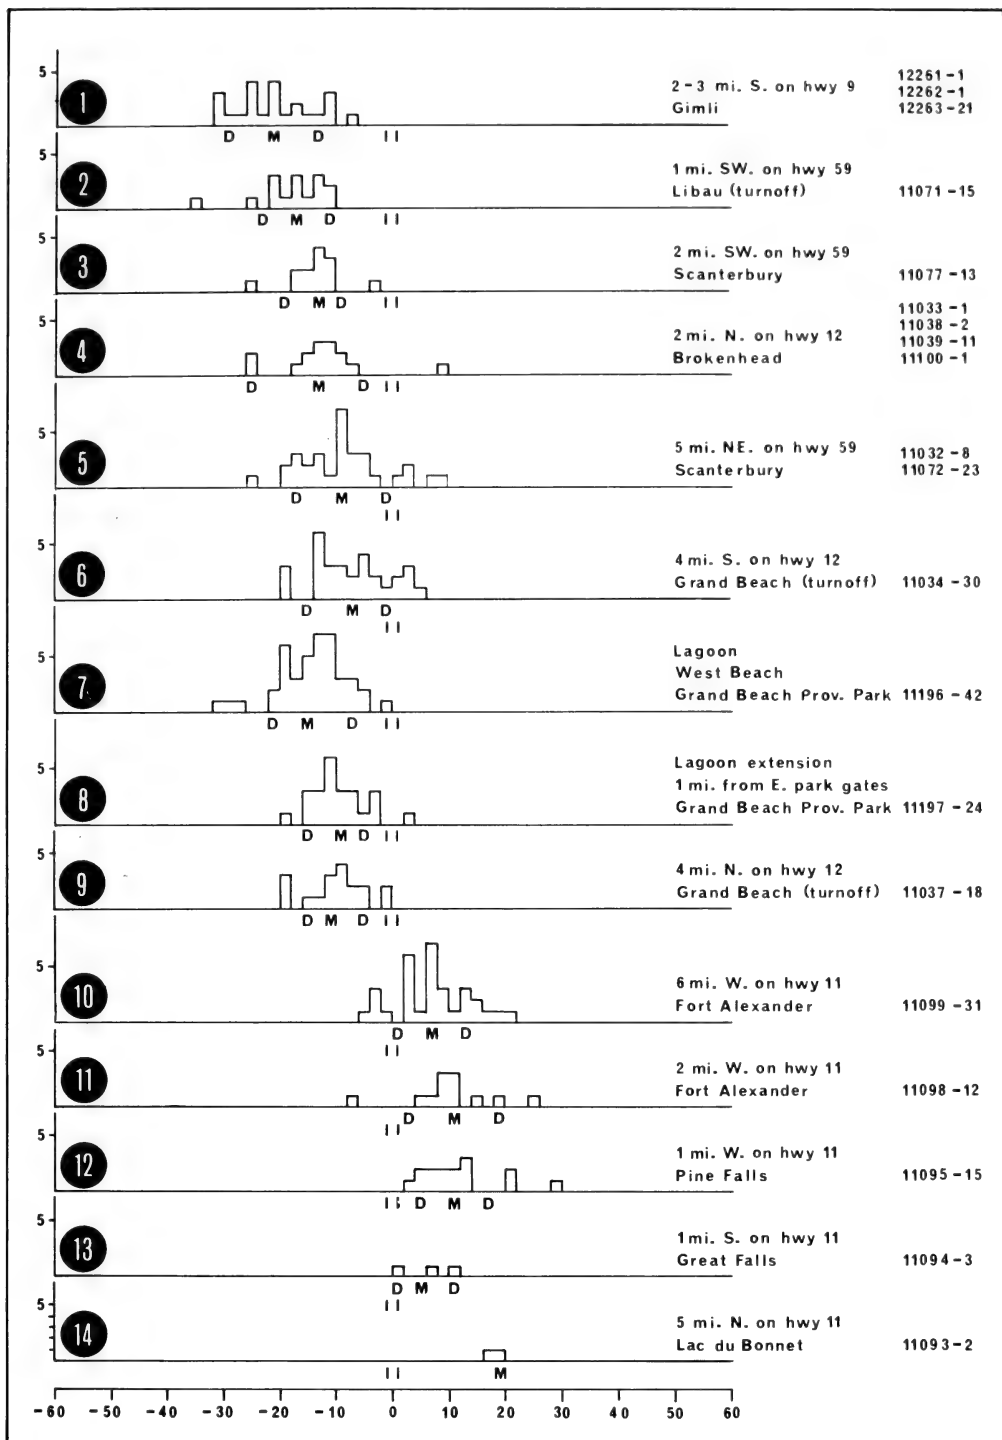 5
1
2-3 mi. S. on hwy 9
Gimli
12261-1
12262-1
12263-21
D M D I I
5
2
1 mi. SW. on hwy 59
Libau (turnoff) 11071-15
D M D I I
5
3
2 mi. SW. on hwy 59
Scanterbury 11077-13
D M D I I
5
4
2 mi. N. on hwy 12
Brokenhead
11033-1
11038-2
11039-11
11100-1
D M D I I
5
5
5 mi. NE. on hwy 59
Scanterbury
11032-8
11072-23
D M D
I I
5
6
4 mi. S. on hwy 12
Grand Beach (turnoff) 11034-30
D M D
I I
5
7
Lagoon
West Beach
Grand Beach Prov. Park 11196-42
D M D I I
5
8
Lagoon extension
1 mi. from E. park gates
Grand Beach Prov. Park 11197-24
D M D I I
5
9
4 mi. N. on hwy 12
Grand Beach (turnoff) 11037-18
D M D I I
5
10
6 mi. W. on hwy 11
Fort Alexander 11099-31
D M D
I I
5
11
2 mi. W. on hwy 11
Fort Alexander 11098-12
D M D
I I
5
12
1 mi. W. on hwy 11
Pine Falls 11095-15
I I D M D
5
13
1 mi. S. on hwy 11
Great Falls 11094-3
D M D
I I
5
14
5 mi. N. on hwy 11
Lac du Bonnet 11093-2
I I M
-60 -50 -40 -30 -20 -10 0 10 20 30 40 50 60